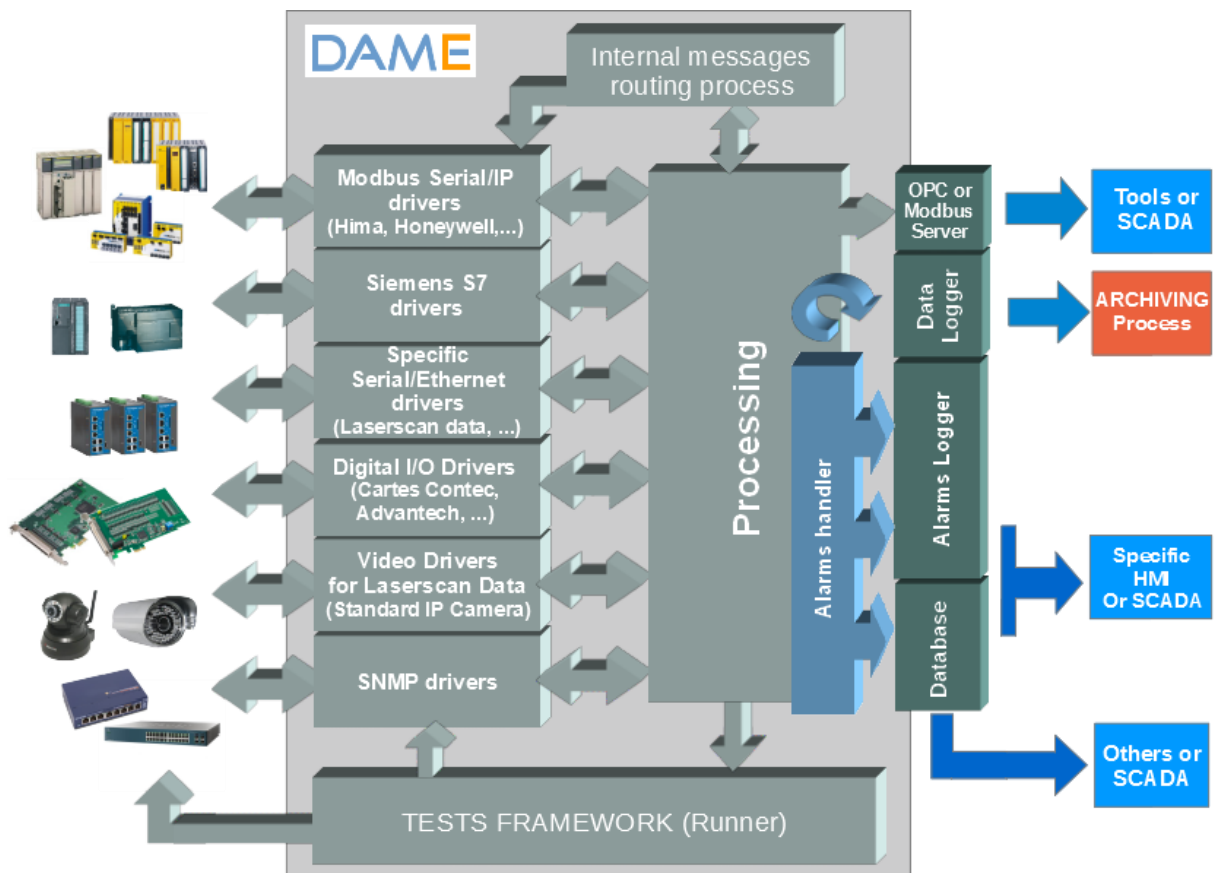 DAME
Internal messages
routing process
Modbus Serial/IP
drivers
(Hima, Honeywell,...)
Siemens S7
drivers
Specific
Serial/Ethernet
drivers
(Laserscan data, ...)
Digital I/O Drivers
(Cartes Contec,
Advantech, ...)
Video Drivers
for Laserscan Data
(Standard IP Camera)
SNMP drivers
Processing
Alarms handler
OPC or
Modbus
Server
Data
Logger
Alarms Logger
Database
Tools or
SCADA
ARCHIVING
Process
Specific
HMI
Or SCADA
Others or
SCADA
TESTS FRAMEWORK (Runner)